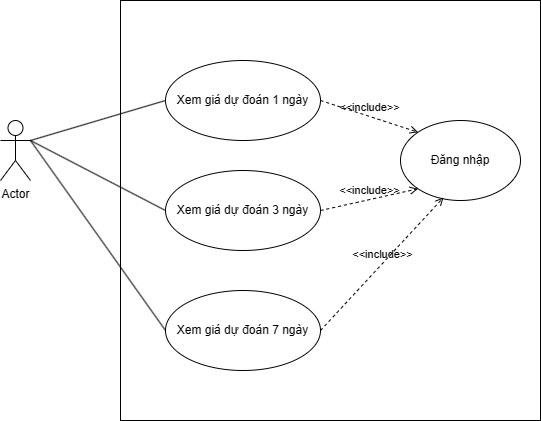 Xem giá dự đoán 1 ngày
<<include>>
Đăng nhập
Actor
<<include>>
Xem giá dự đoán 3 ngày
<<include>>
Xem giá dự đoán 7 ngày